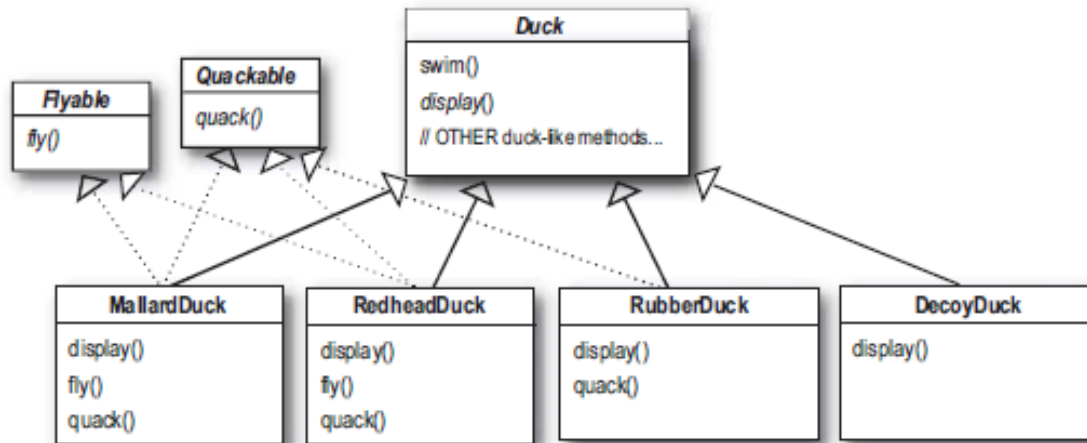 Duck
swim()
display()
// OTHER duck-like methods...
Quackable
quack()
Flyable
fly()
MallardDuck
display()
fly()
quack()
RedheadDuck
display()
fly()
quack()
RubberDuck
display()
quack()
DecoyDuck
display()